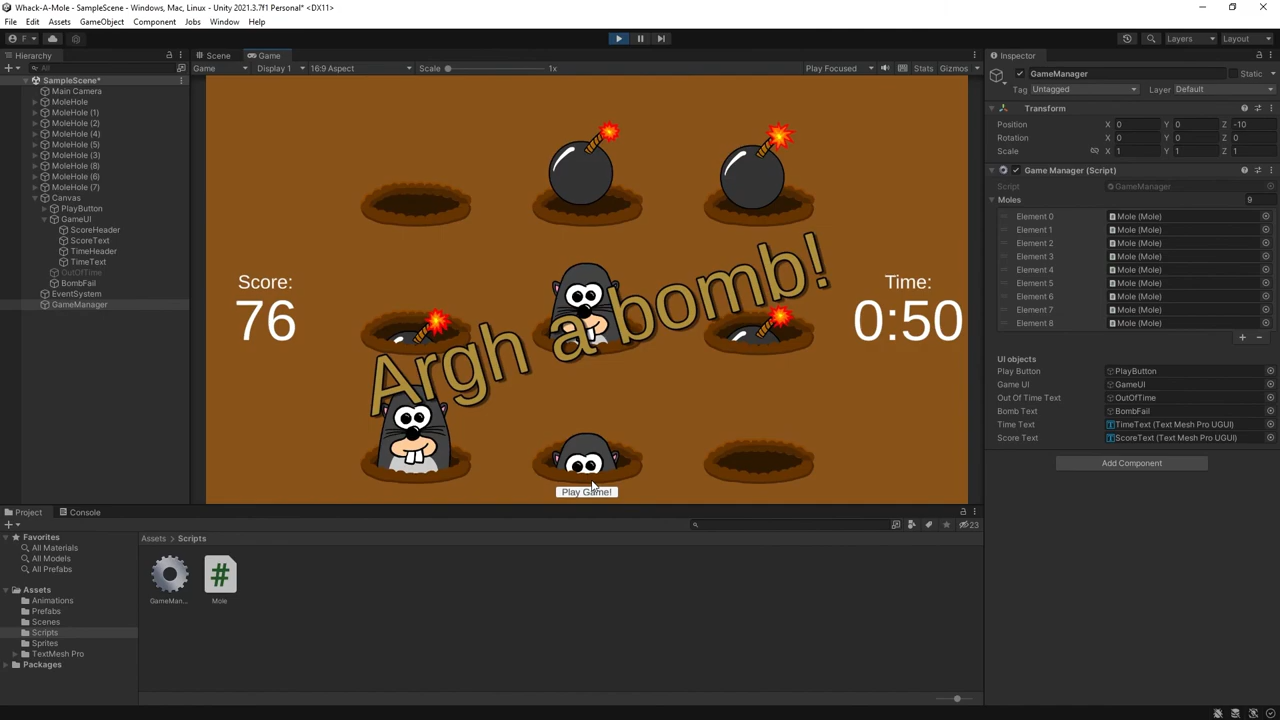 Whack-A-Mole - SampleScene - Windows, Mac, Linux - Unity 2021.3.7f1 Personal* <DX11>
File Edit Assets GameObject Component Jobs Window Help
F
Layers Layout
Hierarchy
Scene Game
Inspector
All
Game Display 1 16:9 Aspect Scale 1x Play Focused Stats Gizmos
GameManager Static
Tag Untagged Layer Default
SampleScene*
Main Camera
MoleHole
MoleHole (1)
MoleHole (2)
MoleHole (4)
MoleHole (5)
MoleHole (3)
MoleHole (8)
MoleHole (6)
MoleHole (7)
Canvas
PlayButton
GameUI
ScoreHeader
ScoreText
TimeHeader
TimeText
OutOfTime
BombFail
EventSystem
GameManager
Score:
76
Argh a bomb!
Time:
0:50
Play Game!
Transform
Position X 0 Y 0 Z -10
Rotation X 0 Y 0 Z 0
Scale X 1 Y 1 Z 1
Game Manager (Script)
Script GameManager
Moles 9
Element 0 Mole (Mole)
Element 1 Mole (Mole)
Element 2 Mole (Mole)
Element 3 Mole (Mole)
Element 4 Mole (Mole)
Element 5 Mole (Mole)
Element 6 Mole (Mole)
Element 7 Mole (Mole)
Element 8 Mole (Mole)
UI objects
Play Button PlayButton
Game UI GameUI
Out Of Time Text OutOfTime
Bomb Text BombFail
Time Text TimeText (Text Mesh Pro UGUI)
Score Text ScoreText (Text Mesh Pro UGUI)
Add Component
Project Console
23
Favorites
All Materials
All Models
All Prefabs
Assets
Animations
Prefabs
Scenes
Scripts
Sprites
TextMesh Pro
Packages
Assets > Scripts
GameMan...
#
Mole